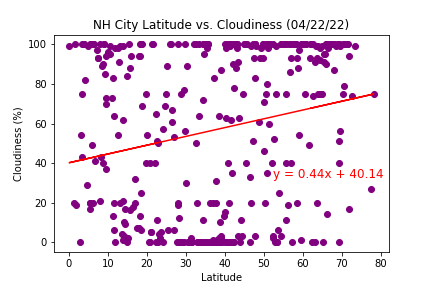 NH City Latitude vs. Cloudiness (04/22/22)
100
80
60
40
20
0
Cloudiness (%)
y = 0.44x + 40.14
0 10 20 30 40 50 60 70 80
Latitude